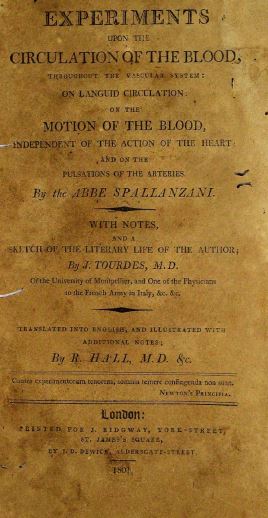 EXPERIMENTS
UPON THE
CIRCULATION OF THE BLOOD,
THROUGHOUT THE VASCULAR SYSTEM:
ON LANGUID CIRCULATION:
ON THE
MOTION OF THE BLOOD,
INDEPENDENT OF THE ACTION OF THE HEART:
AND ON THE
PULSATIONS OF THE ARTERIES.
By the ABBE SPALLANZANI.
WITH NOTES,
AND A
SKETCH OF THE LITERARY LIFE OF THE AUTHOR;
By J. TOURDES, M.D.
Of the University of Montpellier, and One of the Physicians
to the French Army in Italy, &c. &c.
TRANSLATED INTO ENGLISH, AND ILLUSTRATED WITH
ADDITIONAL NOTES;
By R. HALL, M.D. &c.
Contra experimentorum tenorem, somnia temere confingenda non sunt.
NEWTON'S PRINCIPIA.
London:
PRINTED FOR J. RIDGWAY, YORK-STREET,
ST. JAMES'S SQUARE,
BY J. D. DEWICK, ALDERSGATE-STREET.